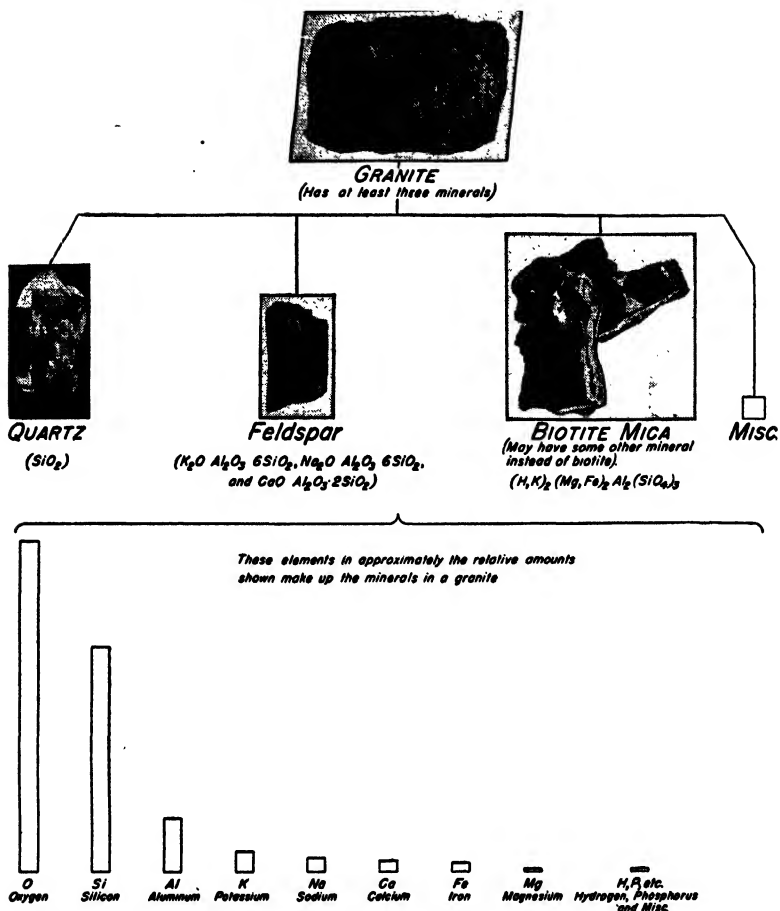 GRANITE
(Has at least three minerals)
QUARTZ
(SiO₂)
Feldspar
(K₂O Al₂O₃ 6SiO₂, Na₂O Al₂O₃ 6SiO₂,
and CaO Al₂O₃·2SiO₂)
BIOTITE MICA
(May have some other mineral
instead of biotite).
(H,K)₂ (Mg,Fe)₂ Al₂ (SiO₄)₃
MISC.
These elements in approximately the relative amounts
shown make up the minerals in a granite
O
Oxygen
Si
Silicon
Al
Aluminum
K
Potassium
Na
Sodium
Ca
Calcium
Fe
Iron
Mg
Magnesium
H,P, etc.
Hydrogen, Phosphorus
and Misc.